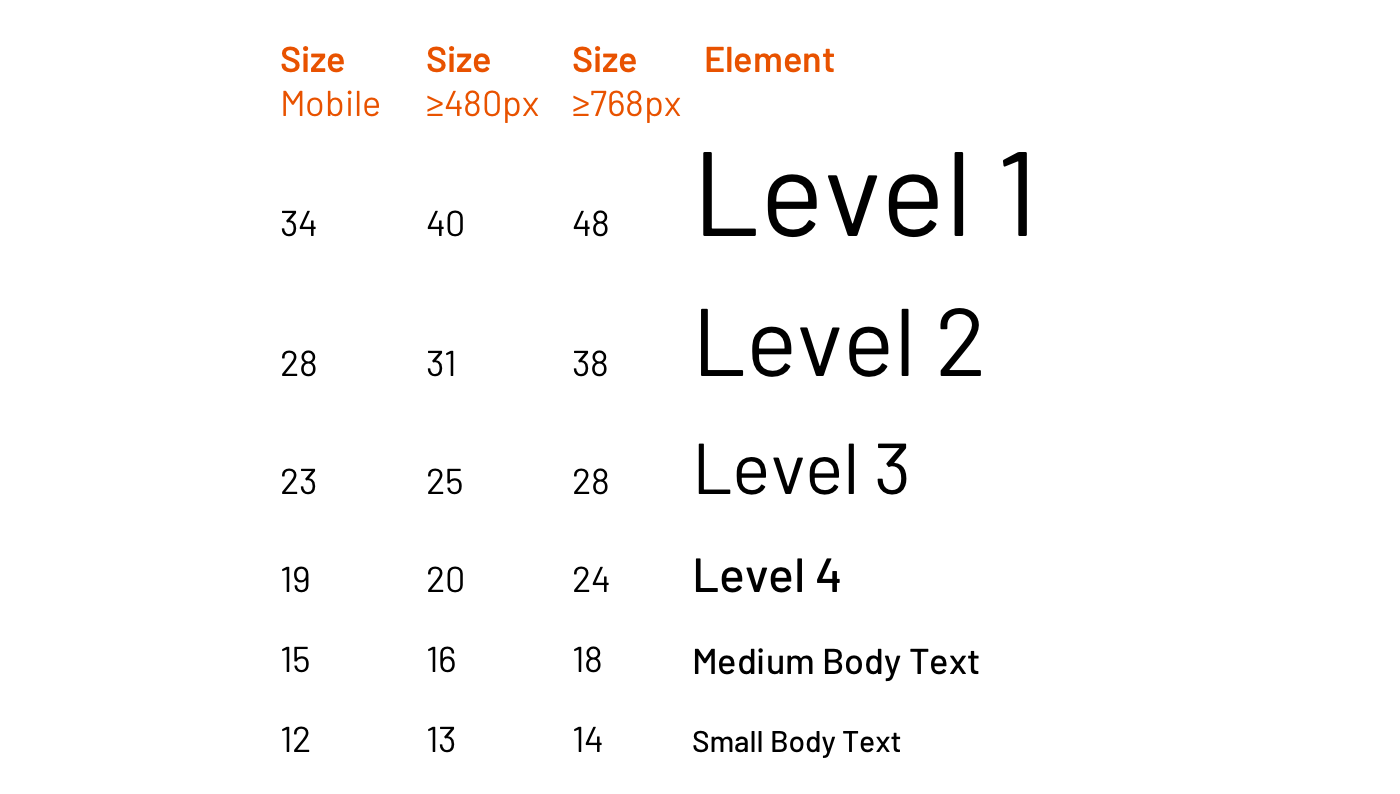 Size Size Size Element
Mobile ≥480px ≥768px
34 40 48 Level 1
28 31 38 Level 2
23 25 28 Level 3
19 20 24 Level 4
15 16 18 Medium Body Text
12 13 14 Small Body Text